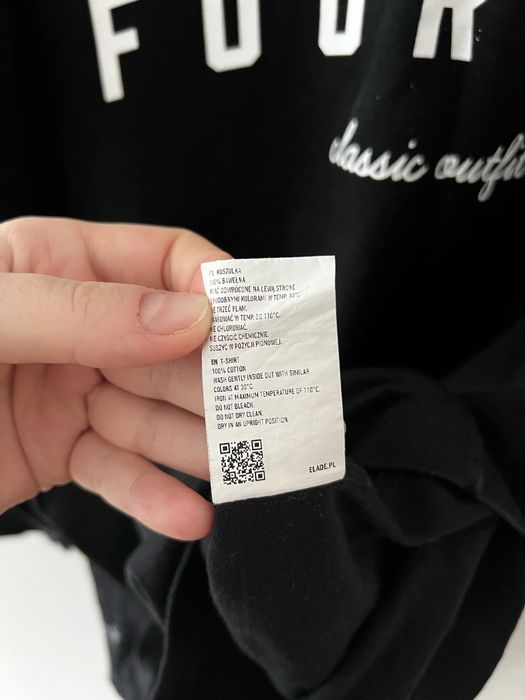 FOUR
classic outfit
PL KOSZULKA
100% BAWEŁNA
PRAĆ ODWRÓCONE NA LEWĄ STRONĘ
PODOBNYMI KOLORAMI W TEMP. 30°C.
TRZEĆ PLAM.
PRASOWAĆ W TEMP. DO 110°C.
NIE CHLOROWAĆ.
NIE CZYŚCIĆ CHEMICZNIE.
SUSZYĆ W POZYCJI PIONOWEJ.
EN T-SHIRT
100% COTTON
WASH GENTLY INSIDE OUT WITH SIMILAR
COLORS AT 30°C.
IRON AT MAXIMUM TEMPERATURE OF 110°C.
DO NOT BLEACH.
DO NOT DRY CLEAN.
DRY IN AN UPRIGHT POSITION.
ELADE.PL